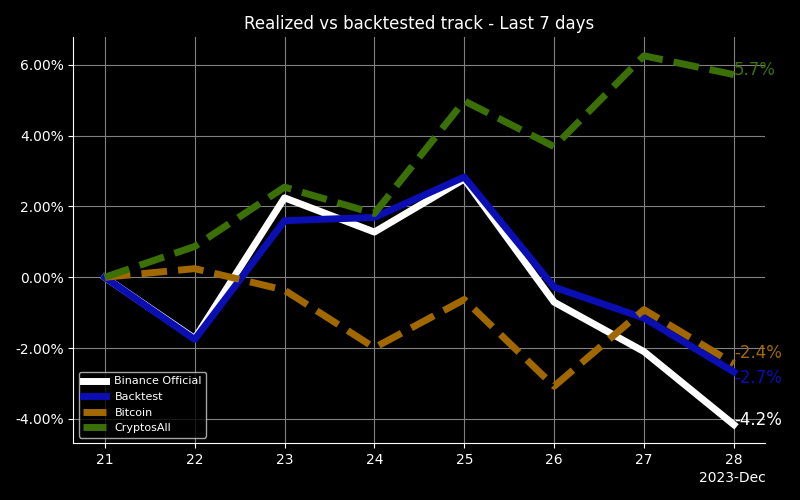 Realized vs backtested track - Last 7 days
6.00%
4.00%
2.00%
0.00%
-2.00%
-4.00%
5.7%
-2.4%
-2.7%
-4.2%
Binance Official
Backtest
Bitcoin
CryptosAll
21 22 23 24 25 26 27 28
2023-Dec